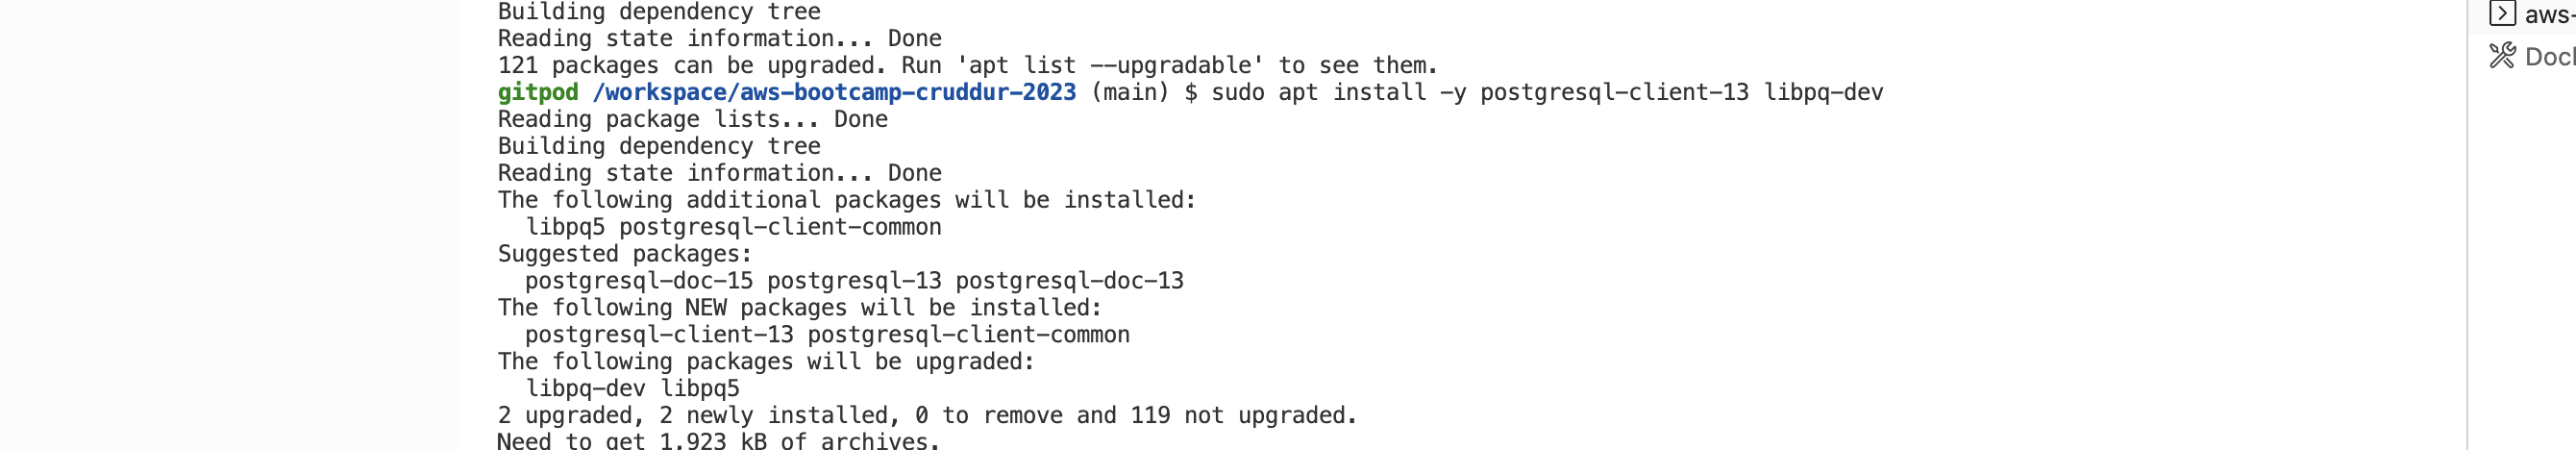 Building dependency tree
Reading state information... Done
121 packages can be upgraded. Run 'apt list --upgradable' to see them.
gitpod /workspace/aws-bootcamp-cruddur-2023 (main) $ sudo apt install -y postgresql-client-13 libpq-dev
Reading package lists... Done
Building dependency tree
Reading state information... Done
The following additional packages will be installed:
  libpq5 postgresql-client-common
Suggested packages:
  postgresql-doc-15 postgresql-13 postgresql-doc-13
The following NEW packages will be installed:
  postgresql-client-13 postgresql-client-common
The following packages will be upgraded:
  libpq-dev libpq5
2 upgraded, 2 newly installed, 0 to remove and 119 not upgraded.
Need to get 1,923 kB of archives.
aws-
Docl